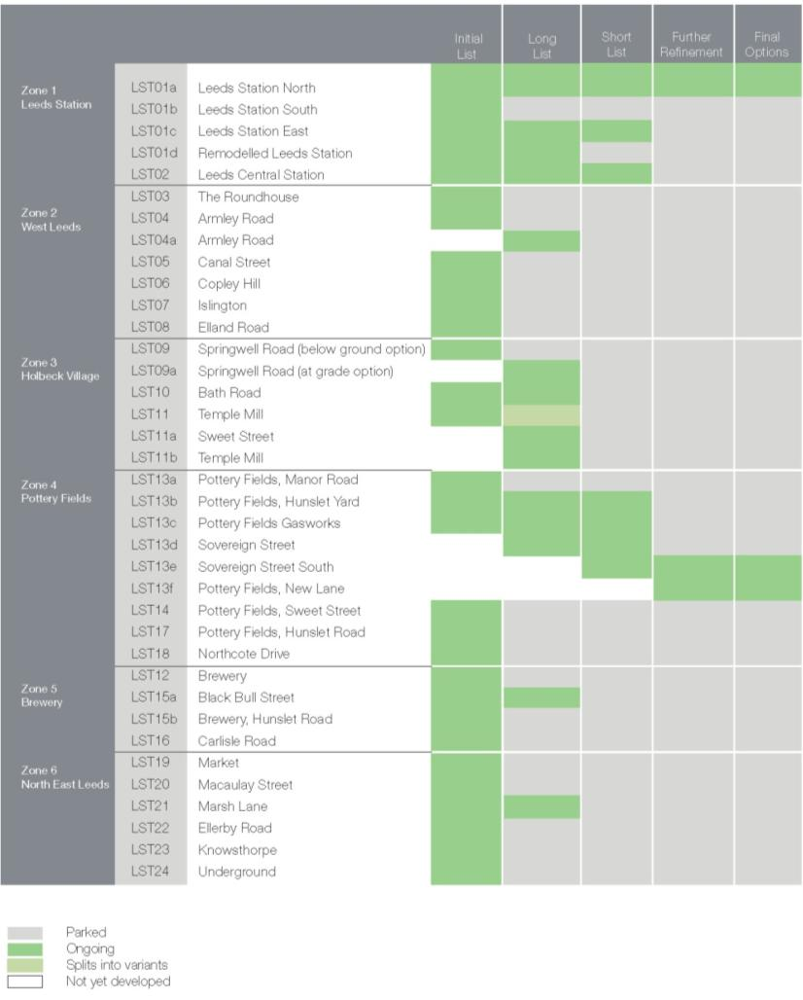 Initial List
Long List
Short List
Further Refinement
Final Options
Zone 1
Leeds Station
LST01a Leeds Station North
LST01b Leeds Station South
LST01c Leeds Station East
LST01d Remodelled Leeds Station
LST02 Leeds Central Station
Zone 2
West Leeds
LST03 The Roundhouse
LST04 Armley Road
LST04a Armley Road
LST05 Canal Street
LST06 Copley Hill
LST07 Islington
LST08 Elland Road
Zone 3
Holbeck Village
LST09 Springwell Road (below ground option)
LST09a Springwell Road (at grade option)
LST10 Bath Road
LST11 Temple Mill
LST11a Sweet Street
LST11b Temple Mill
Zone 4
Pottery Fields
LST13a Pottery Fields, Manor Road
LST13b Pottery Fields, Hunslet Yard
LST13c Pottery Fields Gasworks
LST13d Sovereign Street
LST13e Sovereign Street South
LST13f Pottery Fields, New Lane
LST14 Pottery Fields, Sweet Street
LST17 Pottery Fields, Hunslet Road
LST18 Northcote Drive
Zone 5
Brewery
LST12 Brewery
LST15a Black Bull Street
LST15b Brewery, Hunslet Road
LST16 Carlisle Road
Zone 6
North East Leeds
LST19 Market
LST20 Macaulay Street
LST21 Marsh Lane
LST22 Ellerby Road
LST23 Knowsthorpe
LST24 Underground
Parked
Ongoing
Splits into variants
Not yet developed